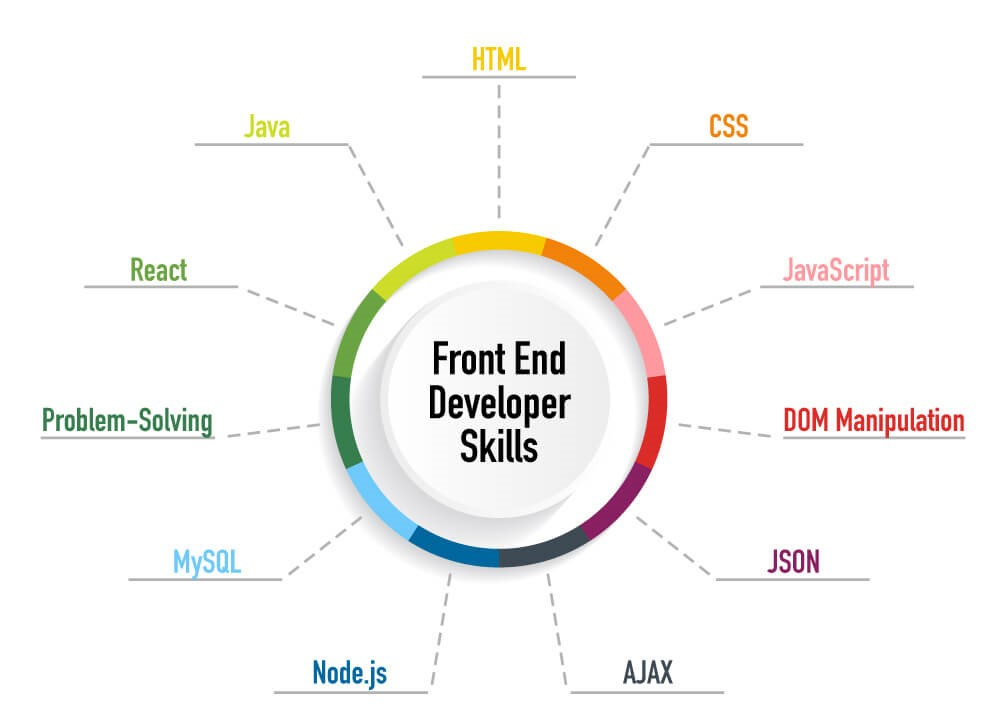 HTML
Java
CSS
React
JavaScript
Front End
Developer
Skills
Problem-Solving
DOM Manipulation
MySQL
JSON
Node.js
AJAX